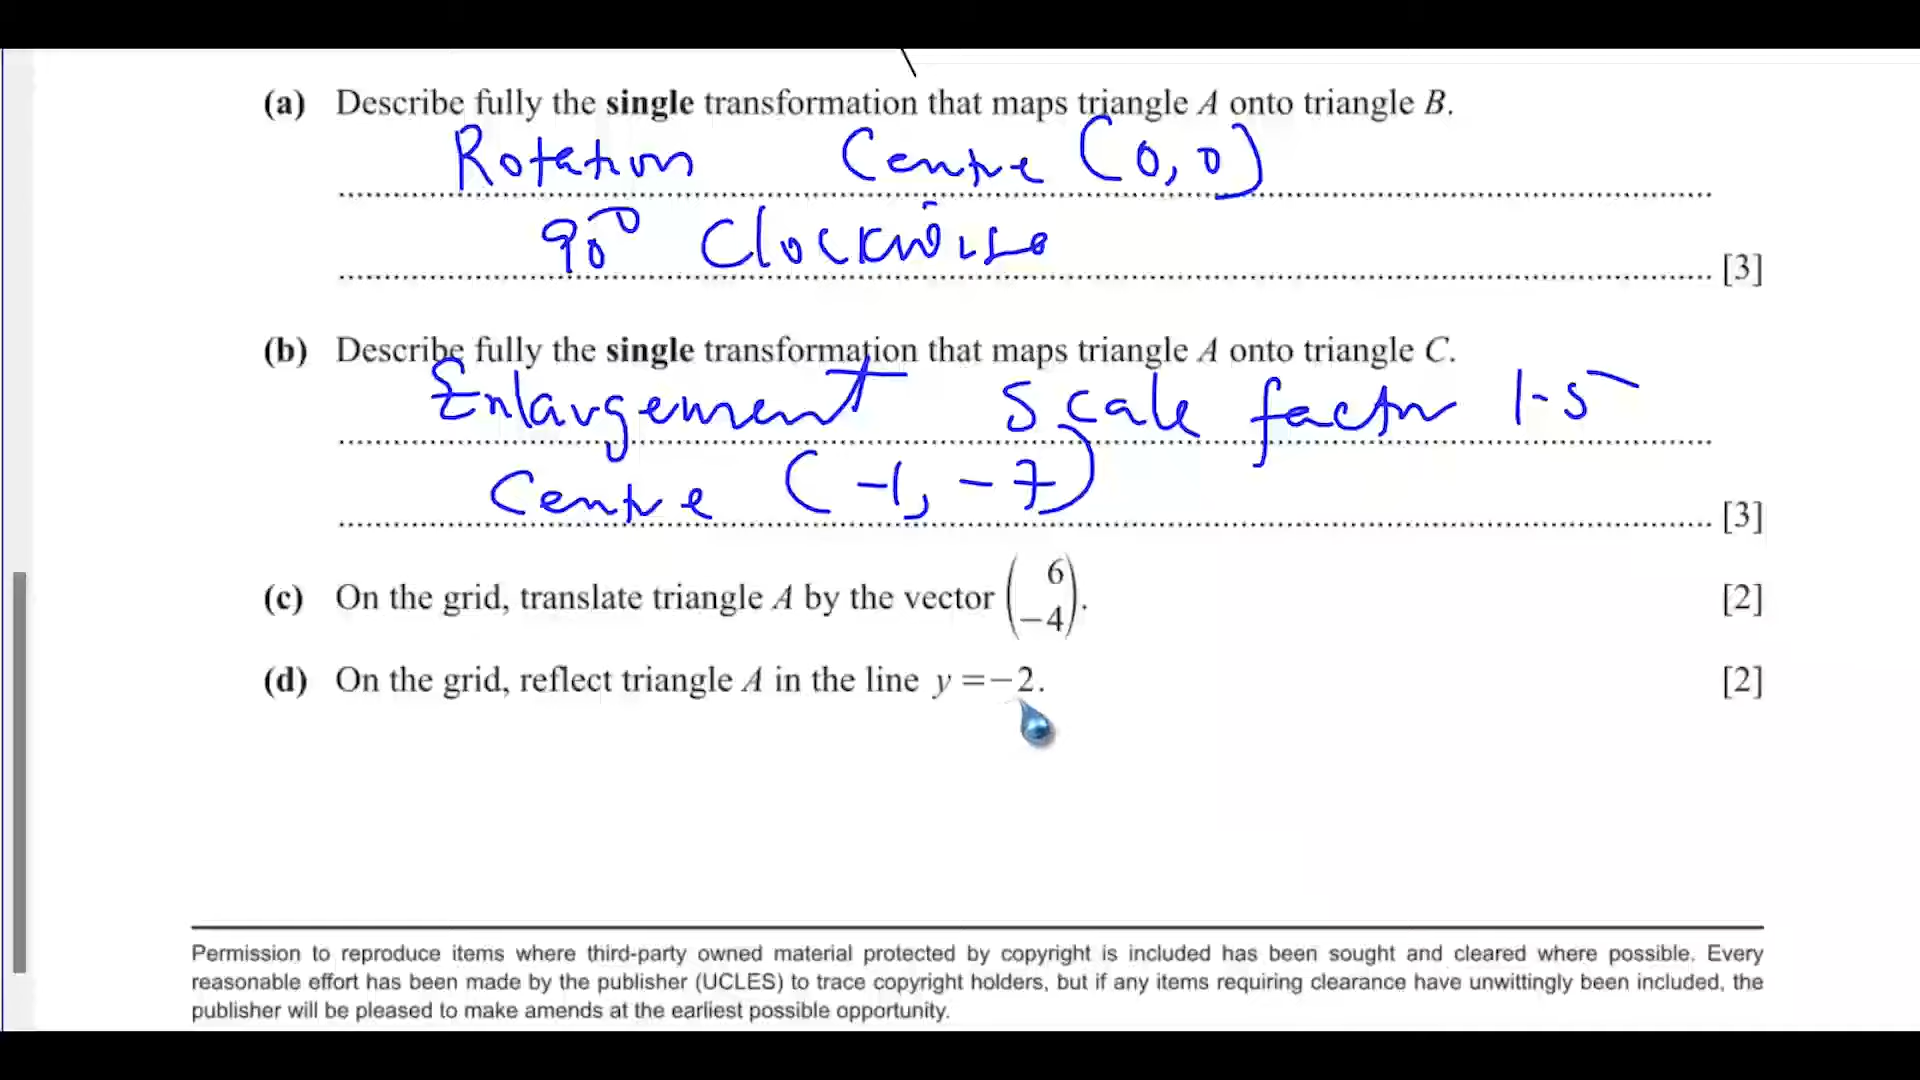 (a) Describe fully the single transformation that maps triangle A onto triangle B.
Rotation Centre (0,0)
90° Clockwise
[3]
(b) Describe fully the single transformation that maps triangle A onto triangle C.
Enlargement Scale factor 1.5
Centre (-1, -7)
[3]
(c) On the grid, translate triangle A by the vector (6 −4). [2]
(d) On the grid, reflect triangle A in the line y = −2. [2]
Permission to reproduce items where third-party owned material protected by copyright is included has been sought and cleared where possible. Every
reasonable effort has been made by the publisher (UCLES) to trace copyright holders, but if any items requiring clearance have unwittingly been included, the
publisher will be pleased to make amends at the earliest possible opportunity.